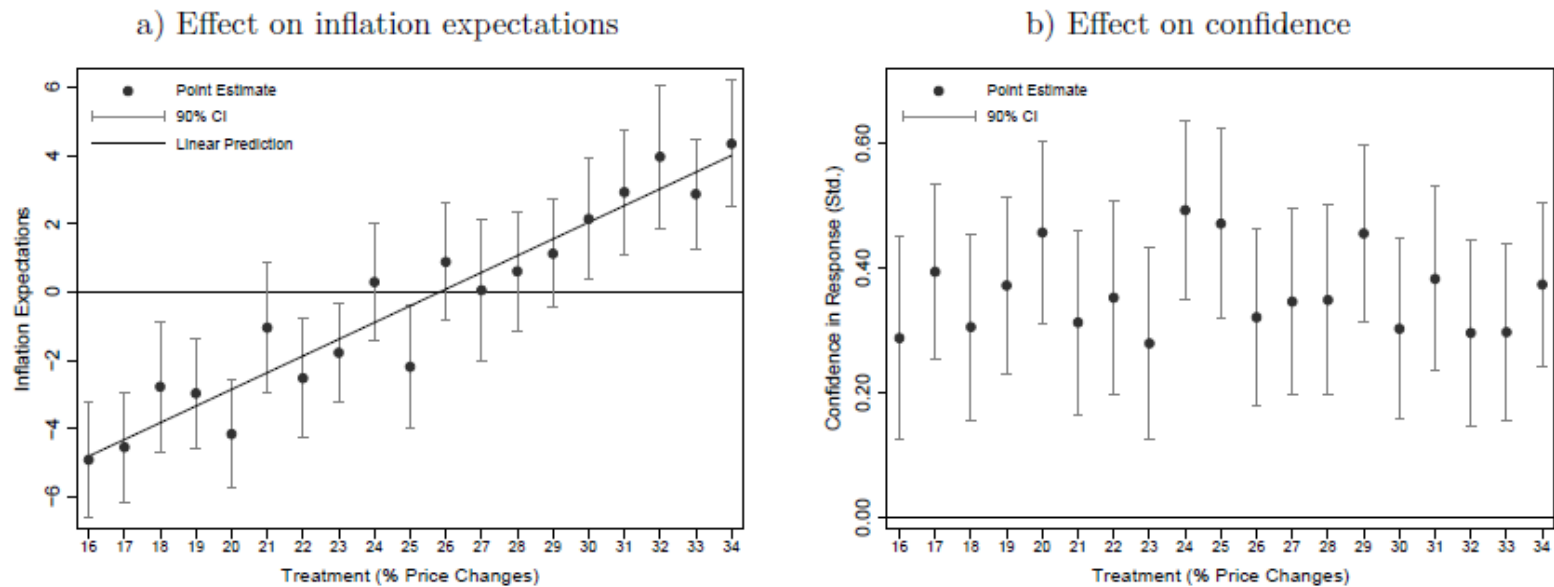 a) Effect on inflation expectations
Point Estimate
90% CI
Linear Prediction
Inflation Expectations
6
4
2
0
−2
−4
−6
16 17 18 19 20 21 22 23 24 25 26 27 28 29 30 31 32 33 34
Treatment (% Price Changes)
b) Effect on confidence
Point Estimate
90% CI
Confidence in Response (Std.)
0.60
0.40
0.20
0.00
16 17 18 19 20 21 22 23 24 25 26 27 28 29 30 31 32 33 34
Treatment (% Price Changes)